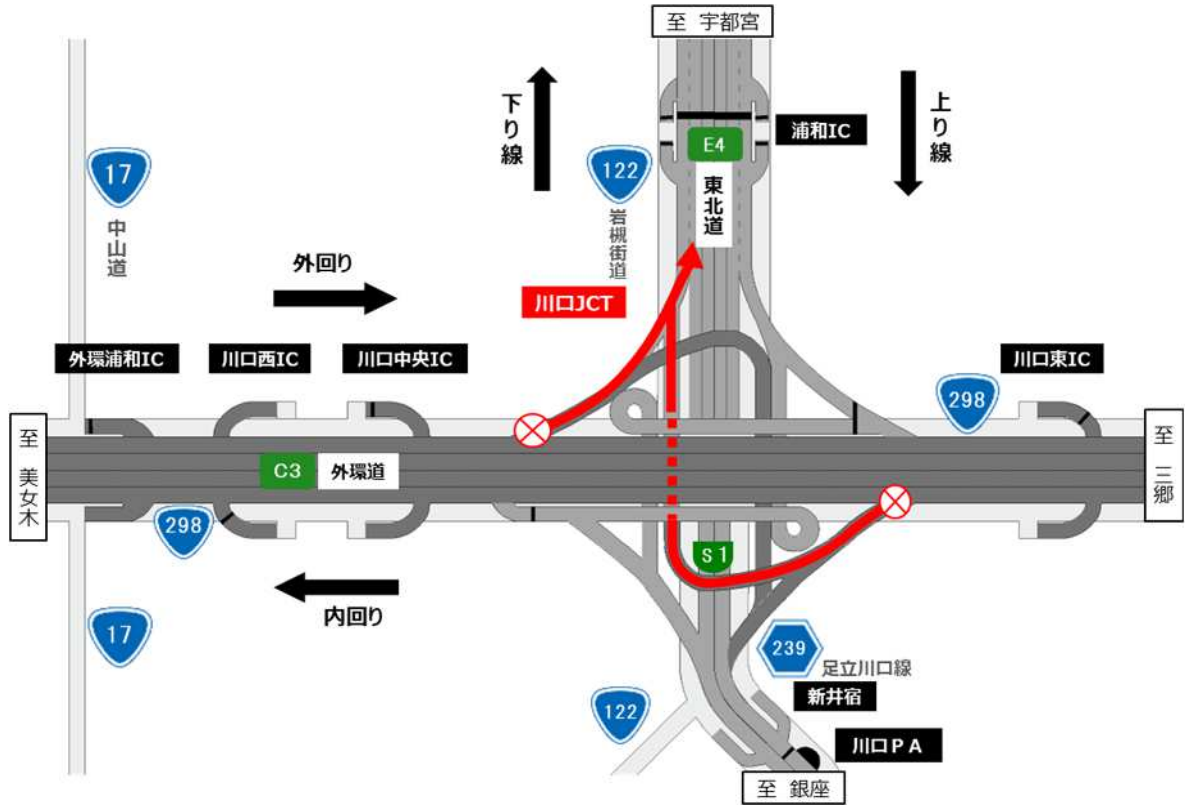 至 宇都宮
下り線
上り線
浦和IC
E4
東北道
17
中山道
122
岩槻街道
外回り
川口JCT
外環浦和IC
川口西IC
川口中央IC
川口東IC
298
至 美女木
C3
外環道
至 三郷
298
S1
内回り
17
239
足立川口線
新井宿
122
川口PA
至 銀座